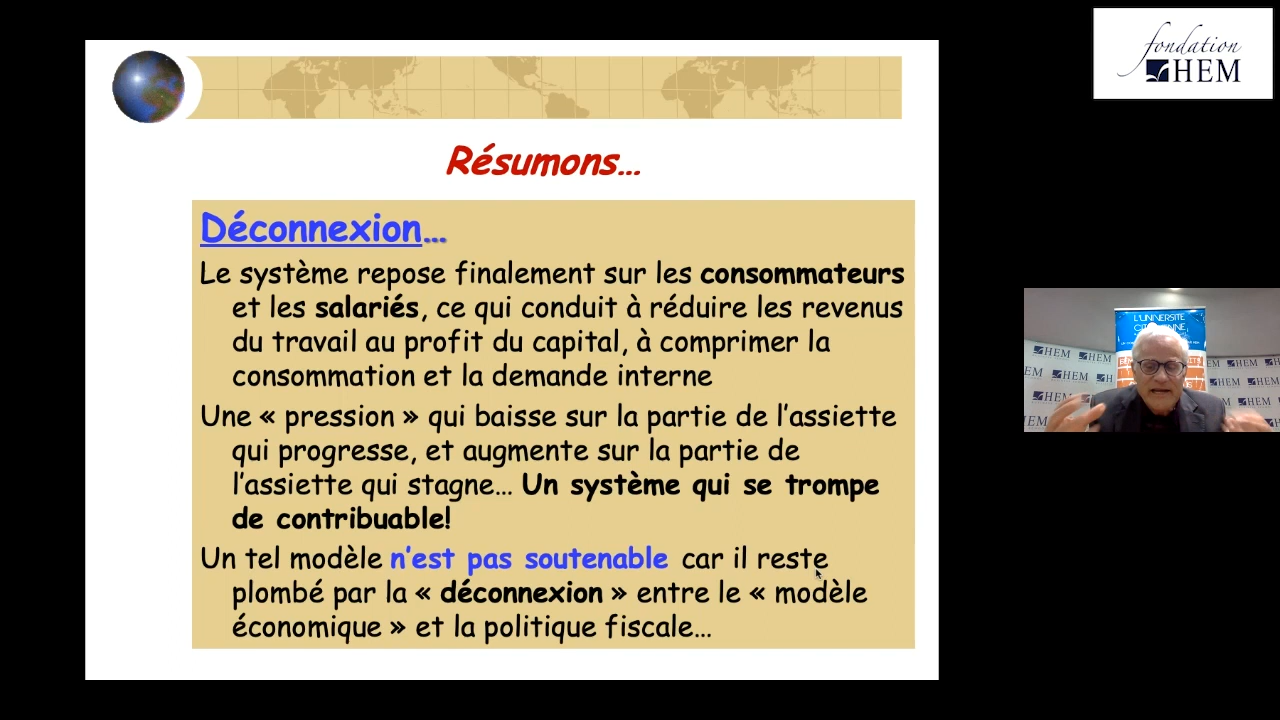 fondation
HEM
Résumons...
Déconnexion...
Le système repose finalement sur les consommateurs
et les salariés, ce qui conduit à réduire les revenus
du travail au profit du capital, à comprimer la
consommation et la demande interne
Une « pression » qui baisse sur la partie de l'assiette
qui progresse, et augmente sur la partie de
l'assiette qui stagne... Un système qui se trompe
de contribuable!
Un tel modèle n'est pas soutenable car il reste
plombé par la « déconnexion » entre le « modèle
économique » et la politique fiscale...
L'UNIVERSITÉ
CITOYENNE
HEM
HEM
HEM
HEM
HEM
HEM